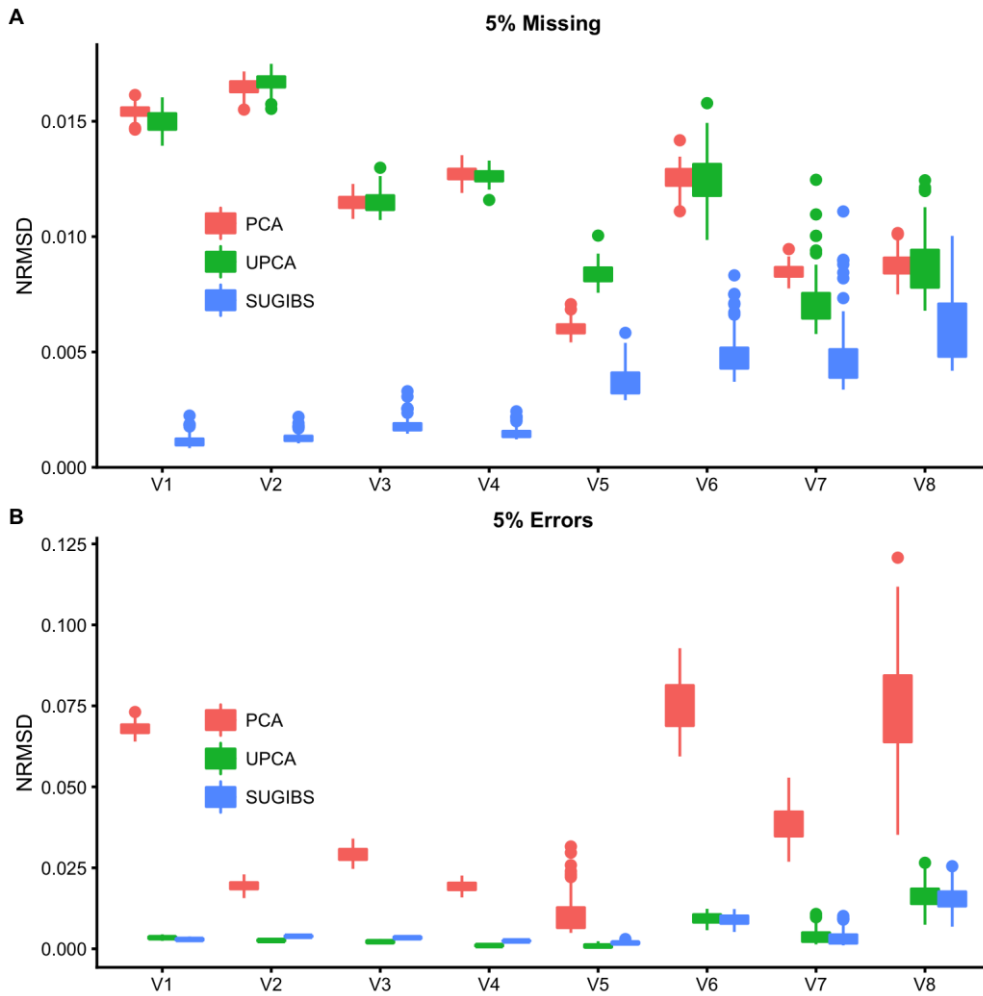 A
5% Missing
NRMSD
0.015
0.010
0.005
0.000
PCA
UPCA
SUGIBS
V1 V2 V3 V4 V5 V6 V7 V8
B
5% Errors
NRMSD
0.125
0.100
0.075
0.050
0.025
0.000
PCA
UPCA
SUGIBS
V1 V2 V3 V4 V5 V6 V7 V8